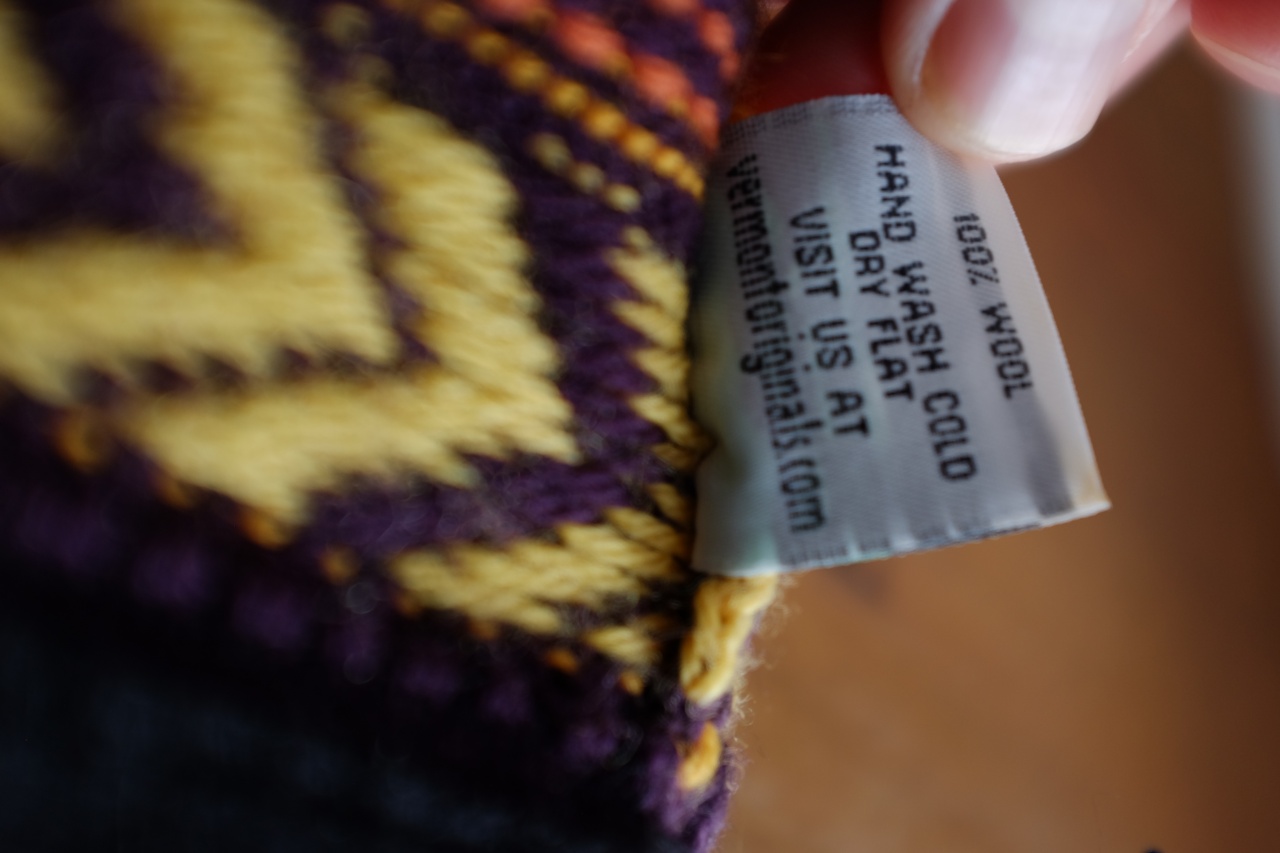 100% WOOL
HAND WASH COLD
DRY FLAT
VISIT US AT
vermontoriginals.com